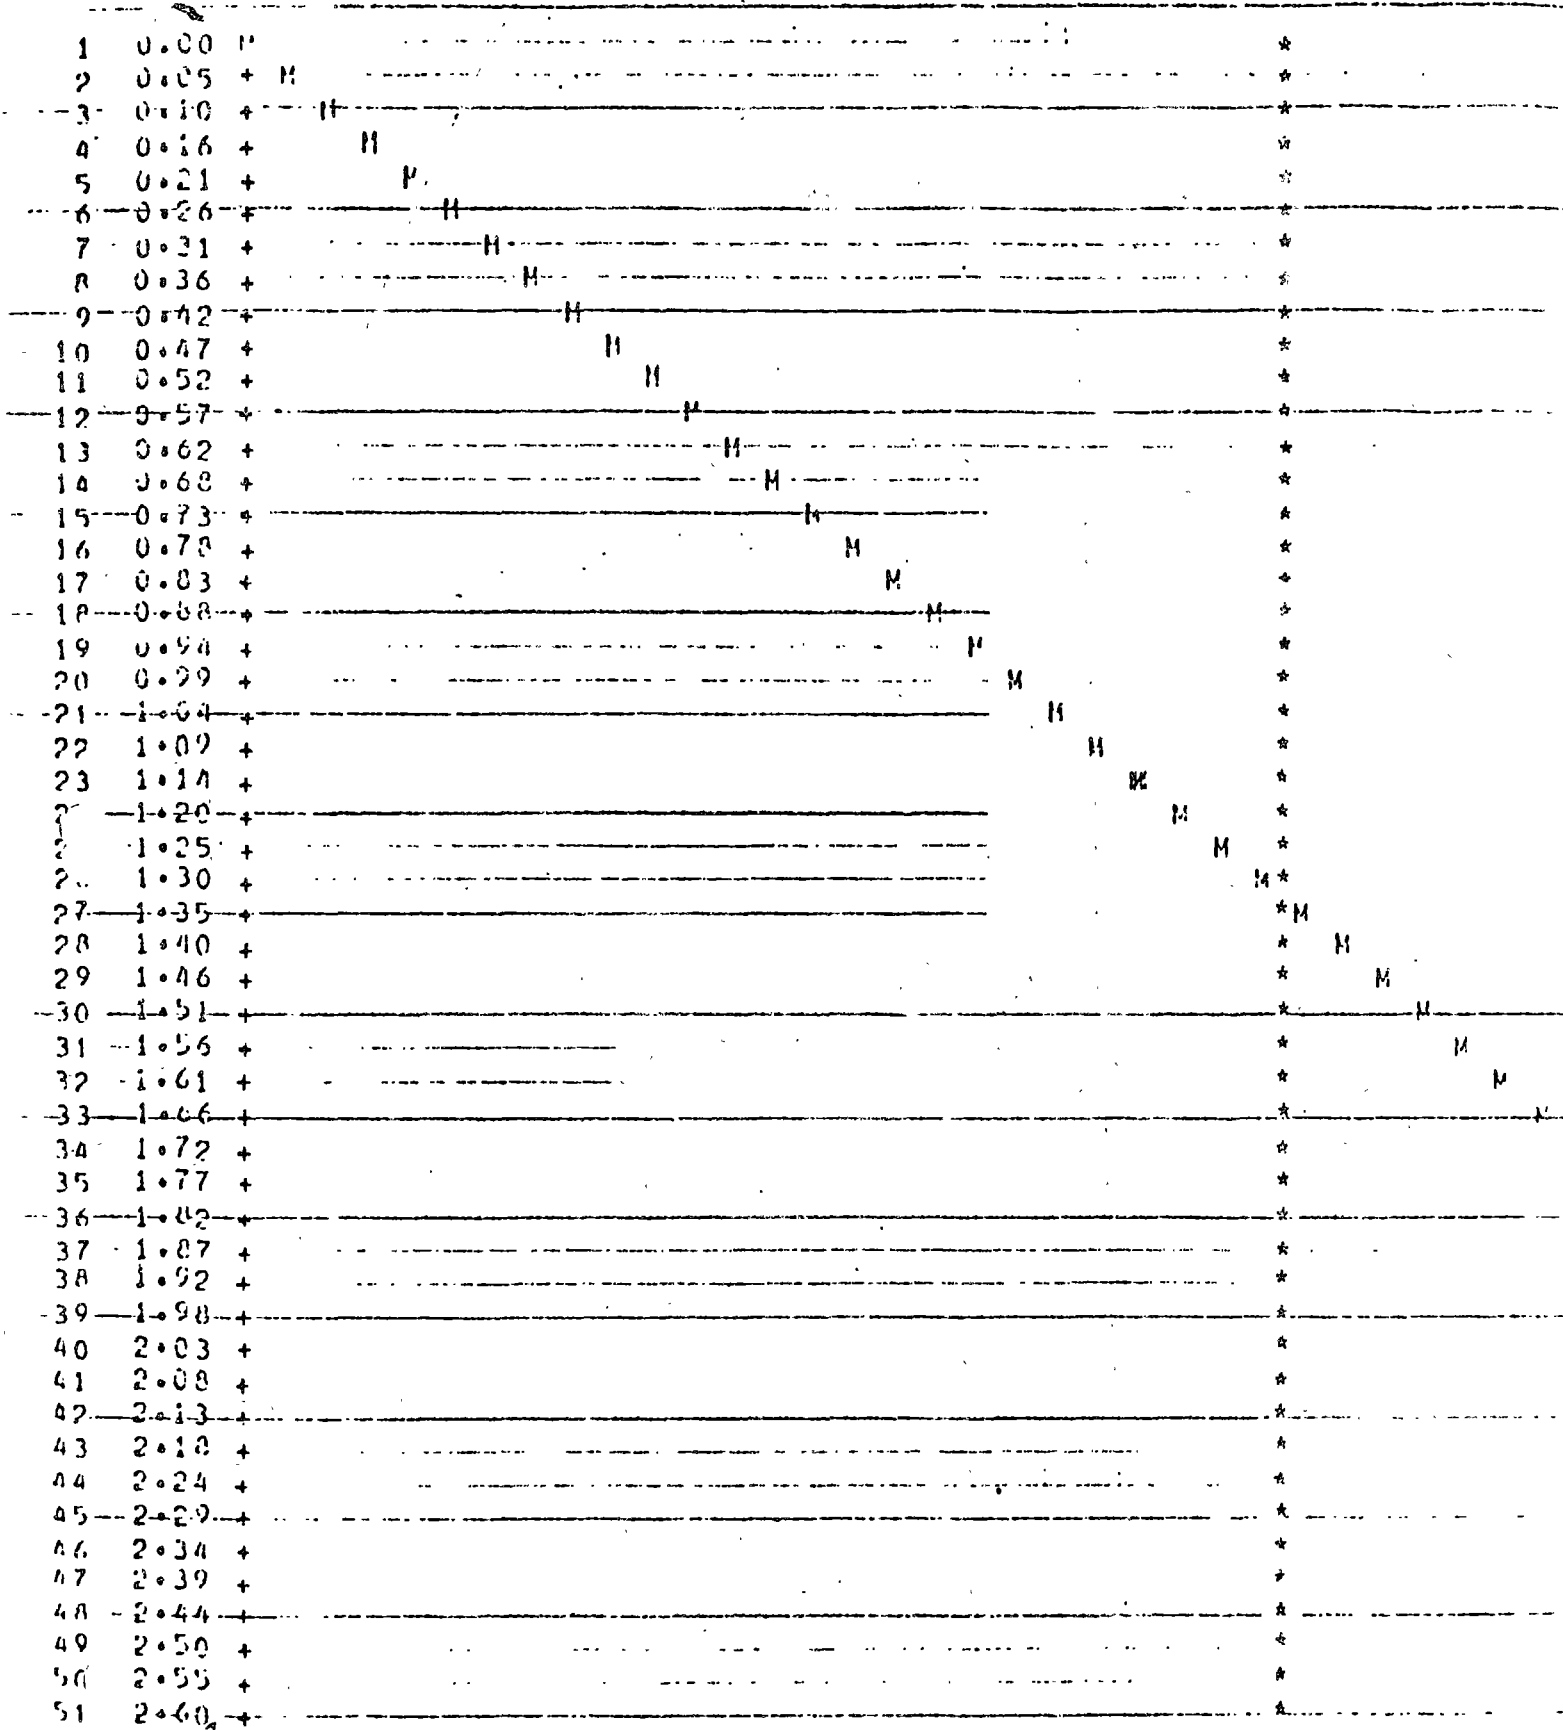 1 0.00 M *
2 0.05 + M *
3 0.10 + M *
4 0.16 + M *
5 0.21 + M *
6 0.26 + M *
7 0.31 + M *
8 0.36 + M *
9 0.42 + M *
10 0.47 + M *
11 0.52 + M *
12 0.57 + M *
13 0.62 + M *
14 0.68 + M *
15 0.73 + M *
16 0.78 + M *
17 0.83 + M *
18 0.88 + M *
19 0.94 + M *
20 0.99 + M *
21 1.04 + M *
22 1.09 + M *
23 1.14 + M *
2 1.20 + M *
2 1.25 + M *
2 1.30 + M *
27 1.35 + * M
28 1.40 + * M
29 1.46 + * M
30 1.51 + * M
31 1.56 + * M
32 1.61 + * M
33 1.66 + * M
34 1.72 + *
35 1.77 + *
36 1.82 + *
37 1.87 + *
38 1.92 + *
39 1.98 + *
40 2.03 + *
41 2.08 + *
42 2.13 + *
43 2.18 + *
44 2.24 + *
45 2.29 + *
46 2.34 + *
47 2.39 + *
48 2.44 + *
49 2.50 + *
50 2.55 + *
51 2.60 + *